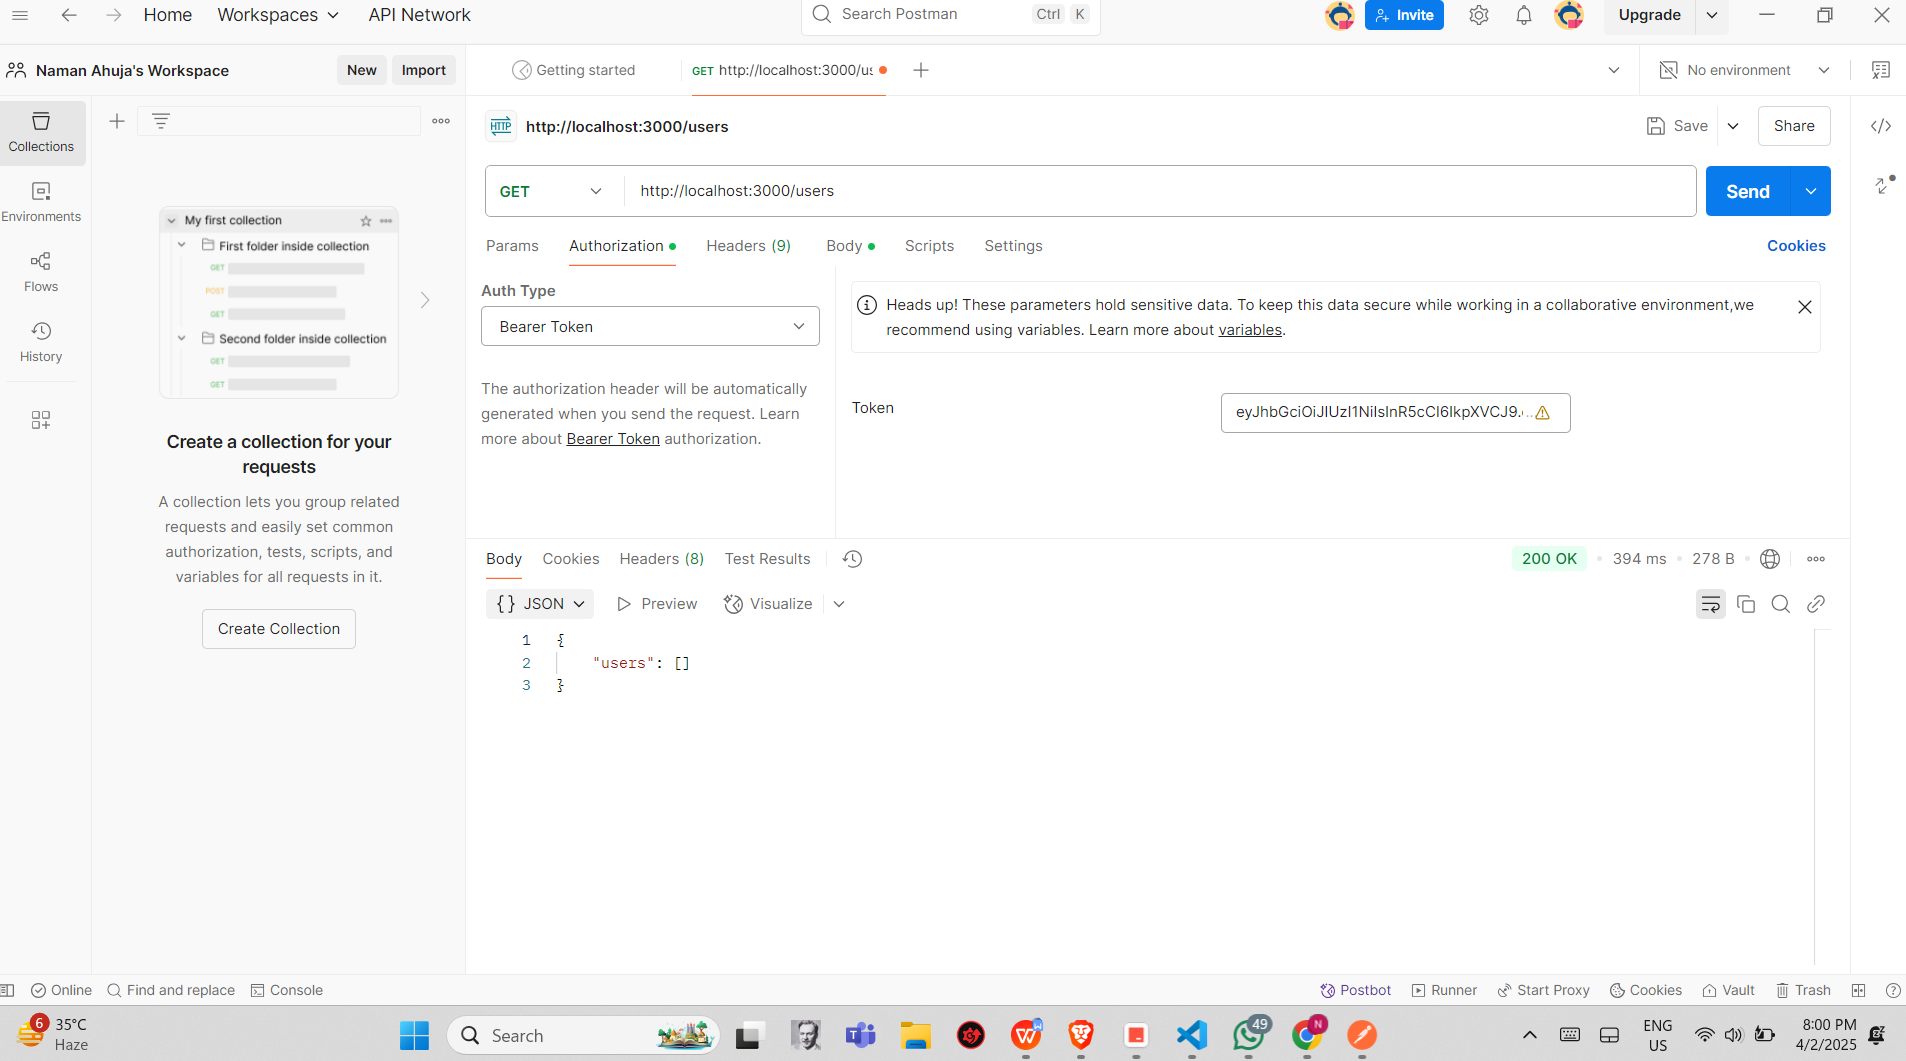 Home Workspaces API Network
Search Postman Ctrl K
Invite
Upgrade
Naman Ahuja's Workspace
New Import
Getting started
GET http://localhost:3000/us
No environment
Collections
Environments
Flows
History
My first collection
First folder inside collection
GET
POST
GET
Second folder inside collection
GET
GET
Create a collection for your
requests
A collection lets you group related
requests and easily set common
authorization, tests, scripts, and
variables for all requests in it.
Create Collection
HTTP http://localhost:3000/users
Save Share
GET http://localhost:3000/users
Send
Params Authorization Headers (9) Body Scripts Settings Cookies
Auth Type
Bearer Token
The authorization header will be automatically
generated when you send the request. Learn
more about Bearer Token authorization.
Heads up! These parameters hold sensitive data. To keep this data secure while working in a collaborative environment,we
recommend using variables. Learn more about variables.
Token
Body Cookies Headers (8) Test Results
200 OK 394 ms 278 B
{} JSON Preview Visualize
1 {
2 "users": []
3 }
Online Find and replace Console
Postbot Runner Start Proxy Cookies Vault Trash
6 35°C
Haze
Search
49
N
ENG
US
8:00 PM
4/2/2025